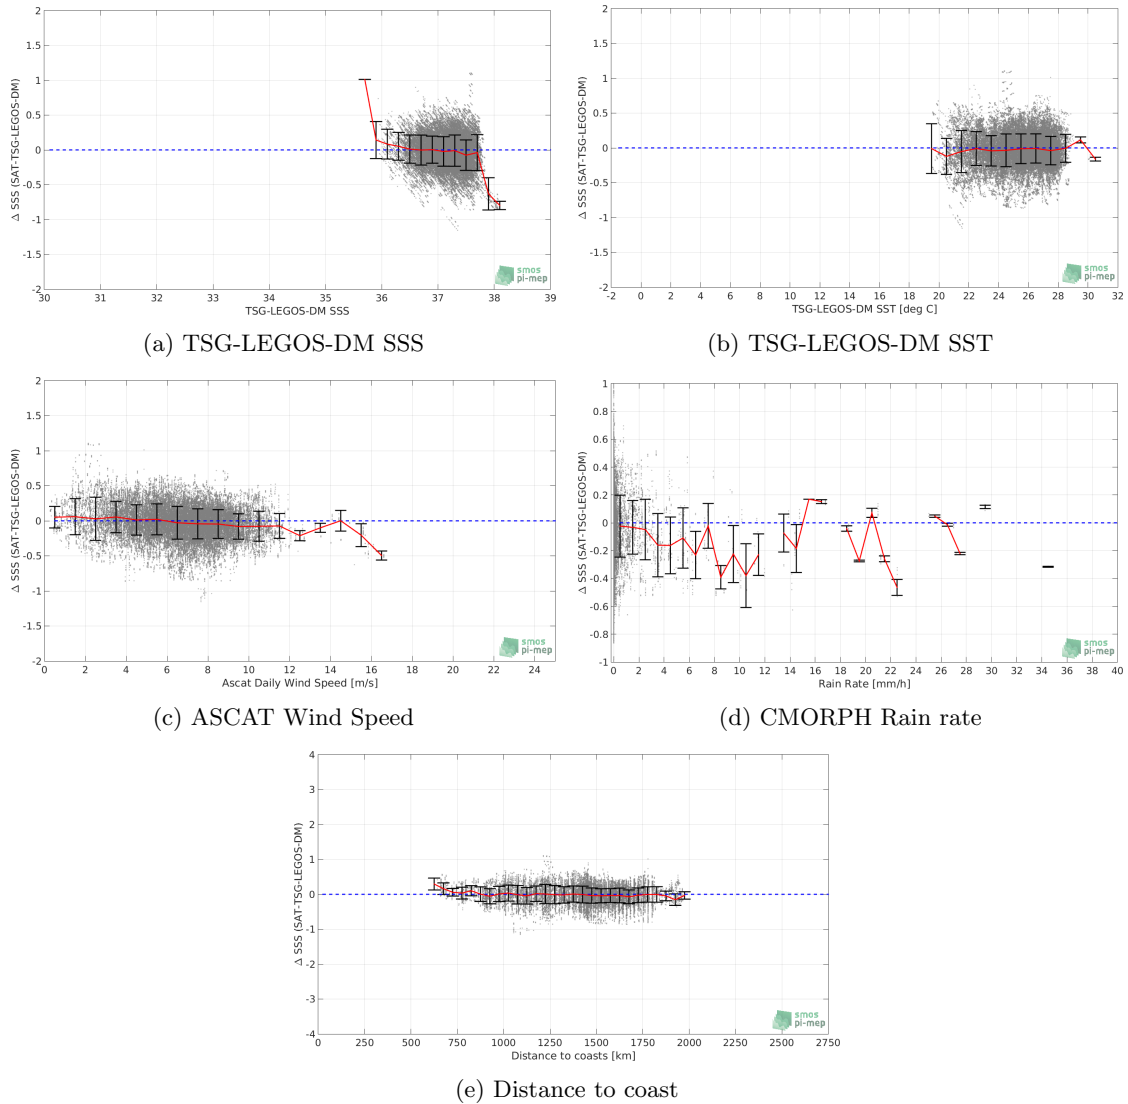 2
1.5
1
0.5
0
-0.5
-1
-1.5
-2
Δ SSS (SAT-TSG-LEGOS-DM)
30 31 32 33 34 35 36 37 38 39
TSG-LEGOS-DM SSS
smos
pi-mep
(a) TSG-LEGOS-DM SSS
2
1.5
1
0.5
0
-0.5
-1
-1.5
-2
Δ SSS (SAT-TSG-LEGOS-DM)
-2 0 2 4 6 8 10 12 14 16 18 20 22 24 26 28 30 32
TSG-LEGOS-DM SST [deg C]
smos
pi-mep
(b) TSG-LEGOS-DM SST
2
1.5
1
0.5
0
-0.5
-1
-1.5
-2
Δ SSS (SAT-TSG-LEGOS-DM)
0 2 4 6 8 10 12 14 16 18 20 22 24
Ascat Daily Wind Speed [m/s]
smos
pi-mep
(c) ASCAT Wind Speed
1
0.8
0.6
0.4
0.2
0
-0.2
-0.4
-0.6
-0.8
-1
Δ SSS (SAT-TSG-LEGOS-DM)
0 2 4 6 8 10 12 14 16 18 20 22 24 26 28 30 32 34 36 38 40
Rain Rate [mm/h]
smos
pi-mep
(d) CMORPH Rain rate
4
3
2
1
0
-1
-2
-3
-4
Δ SSS (SAT-TSG-LEGOS-DM)
0 250 500 750 1000 1250 1500 1750 2000 2250 2500 2750
Distance to coasts [km]
smos
pi-mep
(e) Distance to coast